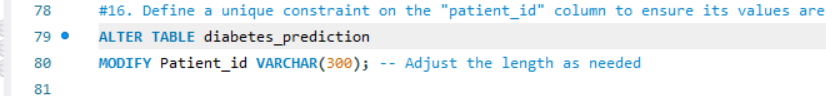 78 #16. Define a unique constraint on the "patient_id" column to ensure its values are
79 ALTER TABLE diabetes_prediction
80 MODIFY Patient_id VARCHAR(300); -- Adjust the length as needed
81